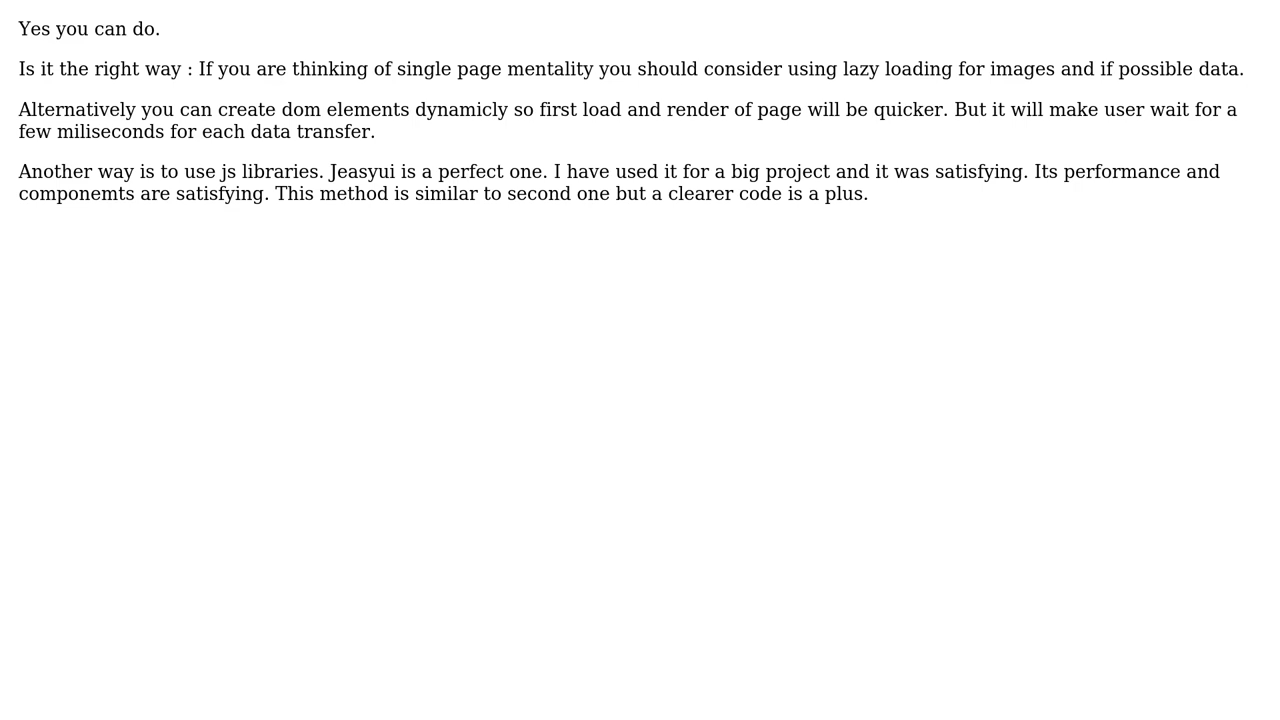 Yes you can do.
Is it the right way : If you are thinking of single page mentality you should consider using lazy loading for images and if possible data.
Alternatively you can create dom elements dynamicly so first load and render of page will be quicker. But it will make user wait for a
few miliseconds for each data transfer.
Another way is to use js libraries. Jeasyui is a perfect one. I have used it for a big project and it was satisfying. Its performance and
componemts are satisfying. This method is similar to second one but a clearer code is a plus.